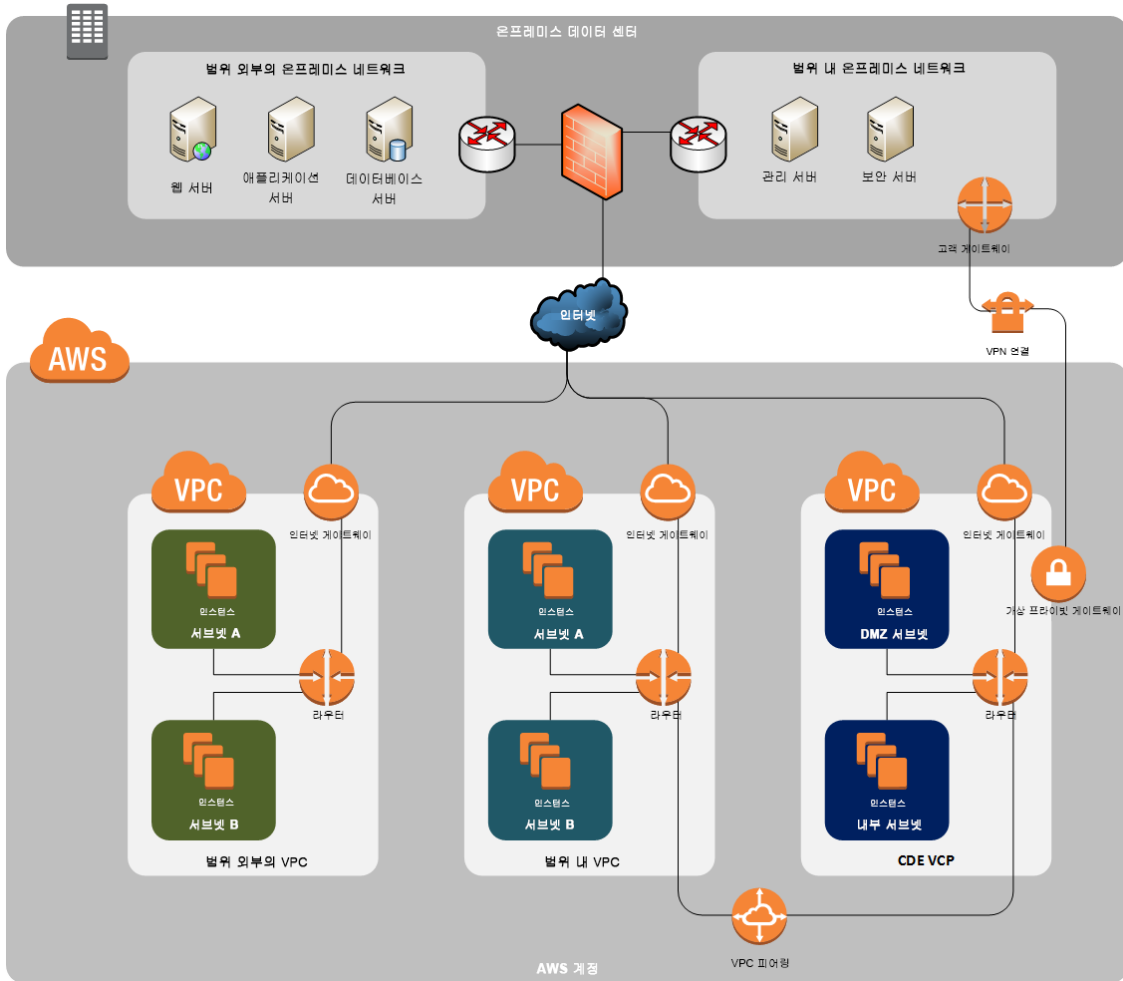 온프레미스 데이터 센터
범위 외부의 온프레미스 네트워크
범위 내 온프레미스 네트워크
웹 서버
애플리케이션
서버
데이터베이스
서버
관리 서버
보안 서버
고객 게이트웨이
인터넷
VPN 연결
AWS
VPC
VPC
VPC
인터넷 게이트웨이
인터넷 게이트웨이
인터넷 게이트웨이
가상 프라이빗 게이트웨이
인스턴스
서브넷 A
인스턴스
서브넷 A
인스턴스
DMZ 서브넷
라우터
라우터
라우터
인스턴스
서브넷 B
인스턴스
서브넷 B
인스턴스
내부 서브넷
범위 외부의 VPC
범위 내 VPC
CDE VCP
VPC 피어링
AWS 계정